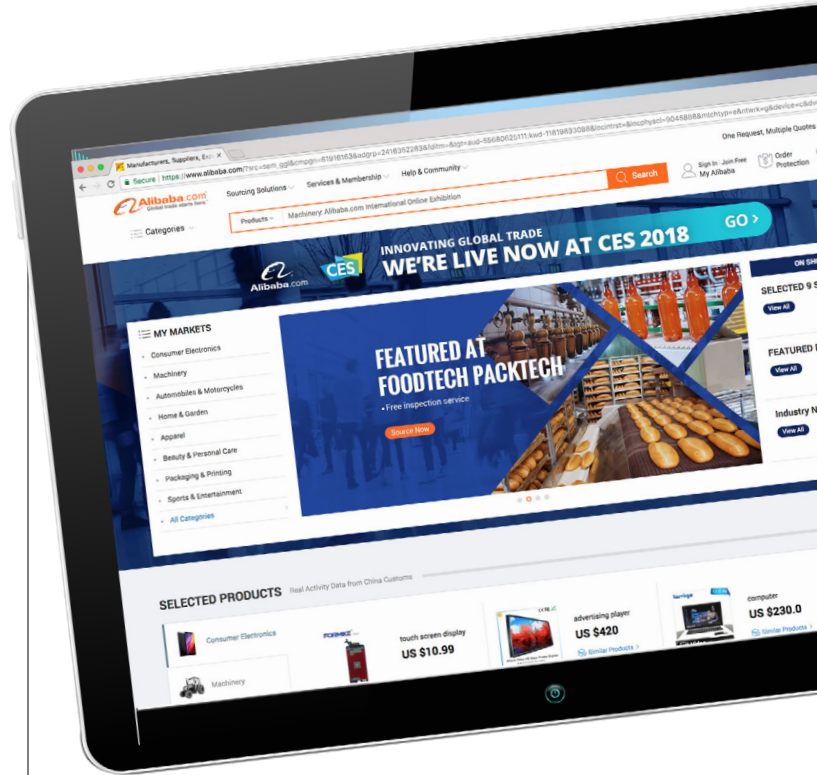 Manufacturers, Suppliers, Exp
Secure
One Request, Multiple Quotes
Alibaba.com
Global trade starts here
Sourcing Solutions
Services & Membership
Help & Community
Categories
Products
Machinery: Alibaba.com International Online Exhibition
Search
Sign In Join Free
My Alibaba
Order
Protection
Alibaba.com
CES
INNOVATING GLOBAL TRADE
WE'RE LIVE NOW AT CES 2018
GO >
MY MARKETS
Consumer Electronics
Machinery
Automobiles & Motorcycles
Home & Garden
Apparel
Beauty & Personal Care
Packaging & Printing
Sports & Entertainment
All Categories
FEATURED AT
FOODTECH PACKTECH
• Free inspection service
Source Now
SELECTED 9
View All
FEATURED
View All
Industry
View All
SELECTED PRODUCTS
Real Activity Data from China Customs
Consumer Electronics
Machinery
touch screen display
US $10.99
advertising player
US $420
Similar Products >
computer
US $230.0
Similar Products >